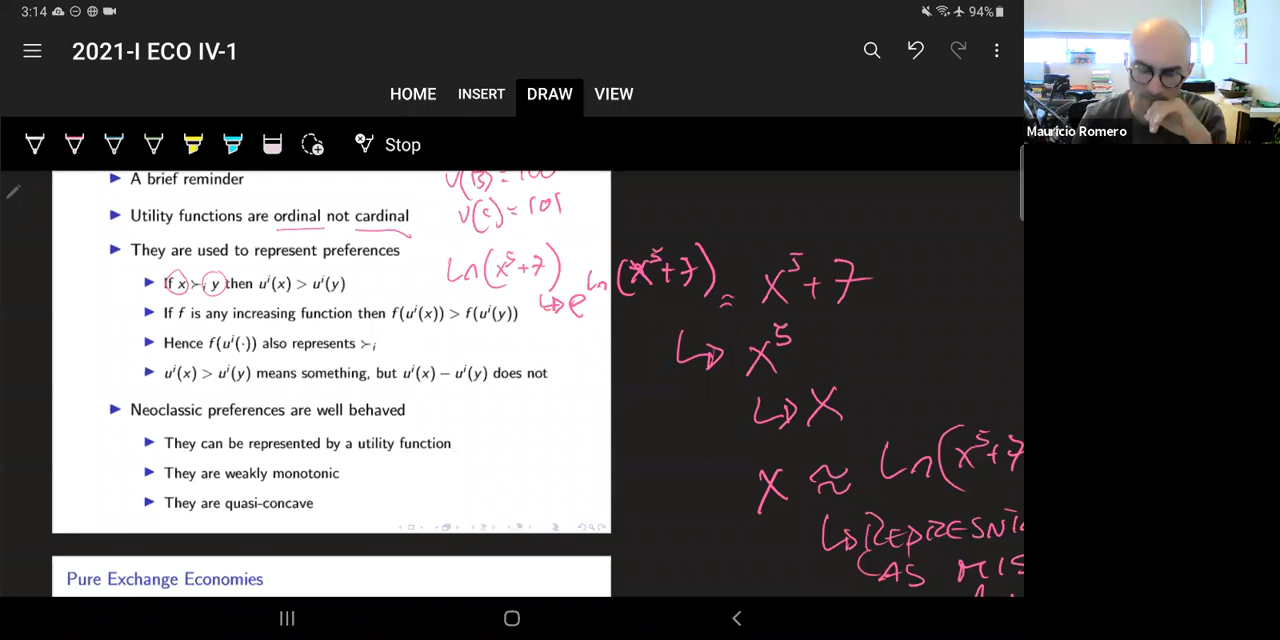 3:14
94%
2021-I ECO IV-1
HOME INSERT DRAW VIEW
Stop
Mauricio Romero
A brief reminder
V(B) = 100
Utility functions are ordinal not cardinal
V(C) = 101
They are used to represent preferences
Ln(x⁵+7)
↳ e^Ln(x⁵+7) = x⁵+7
If x ≻ᵢ y then uⁱ(x) > uⁱ(y)
If f is any increasing function then f(uⁱ(x)) > f(uⁱ(y))
Hence f(uⁱ(·)) also represents ≻ᵢ
↳ x⁵
uⁱ(x) > uⁱ(y) means something, but uⁱ(x) − uⁱ(y) does not
↳ x
Neoclassic preferences are well behaved
They can be represented by a utility function
They are weakly monotonic
They are quasi-concave
x ≈ Ln(x⁵+7
↳
CAS MIS
Pure Exchange Economies